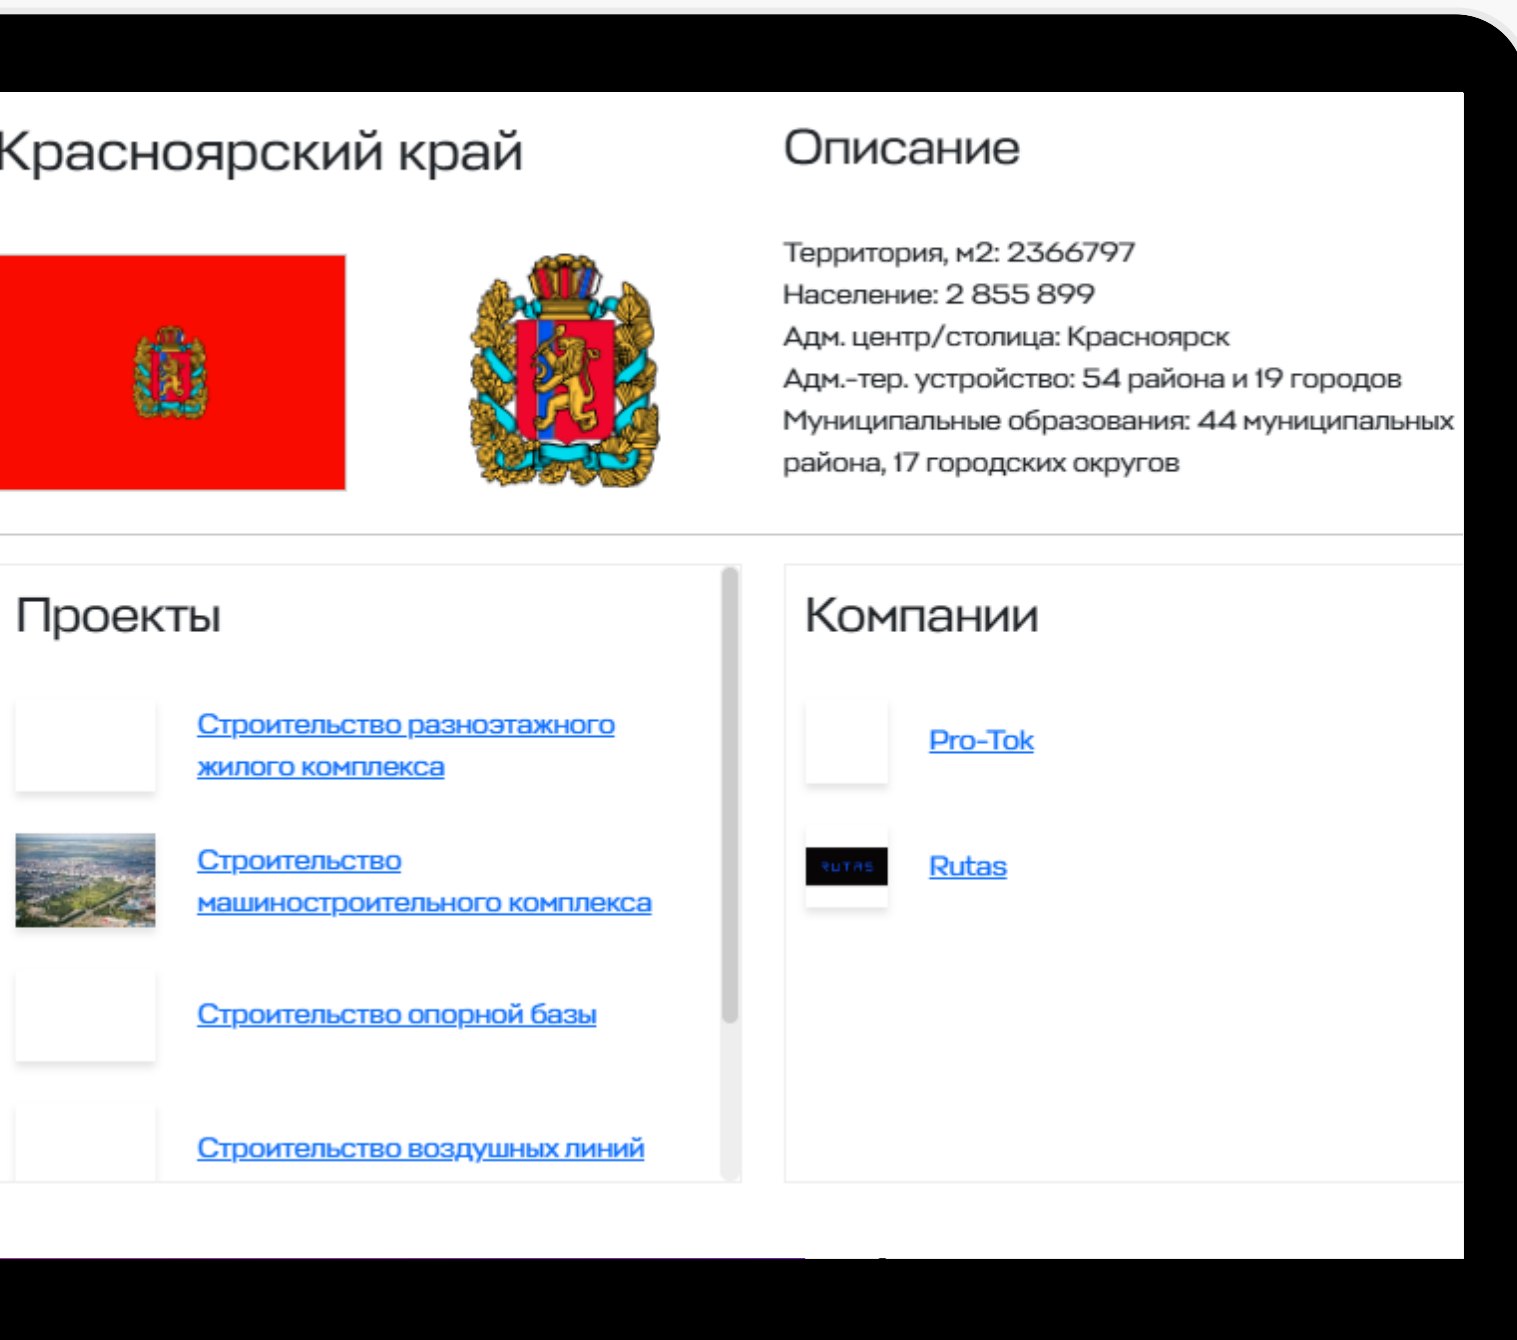 Красноярский край
Описание
Территория, м2: 2366797
Население: 2 855 899
Адм. центр/столица: Красноярск
Адм.-тер. устройство: 54 района и 19 городов
Муниципальные образования: 44 муниципальных
района, 17 городских округов
Проекты
Строительство разноэтажного
жилого комплекса
Строительство
машиностроительного комплекса
Строительство опорной базы
Строительство воздушных линий
Компании
Pro-Tok
RUTAS
Rutas